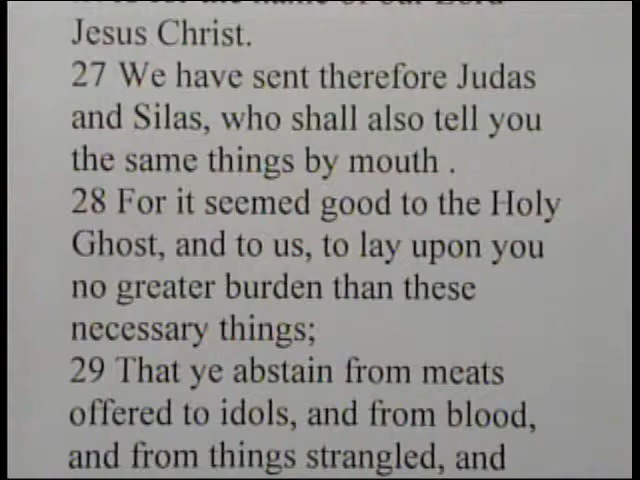 Jesus Christ.
27 We have sent therefore Judas
and Silas, who shall also tell you
the same things by mouth .
28 For it seemed good to the Holy
Ghost, and to us, to lay upon you
no greater burden than these
necessary things;
29 That ye abstain from meats
offered to idols, and from blood,
and from things strangled, and